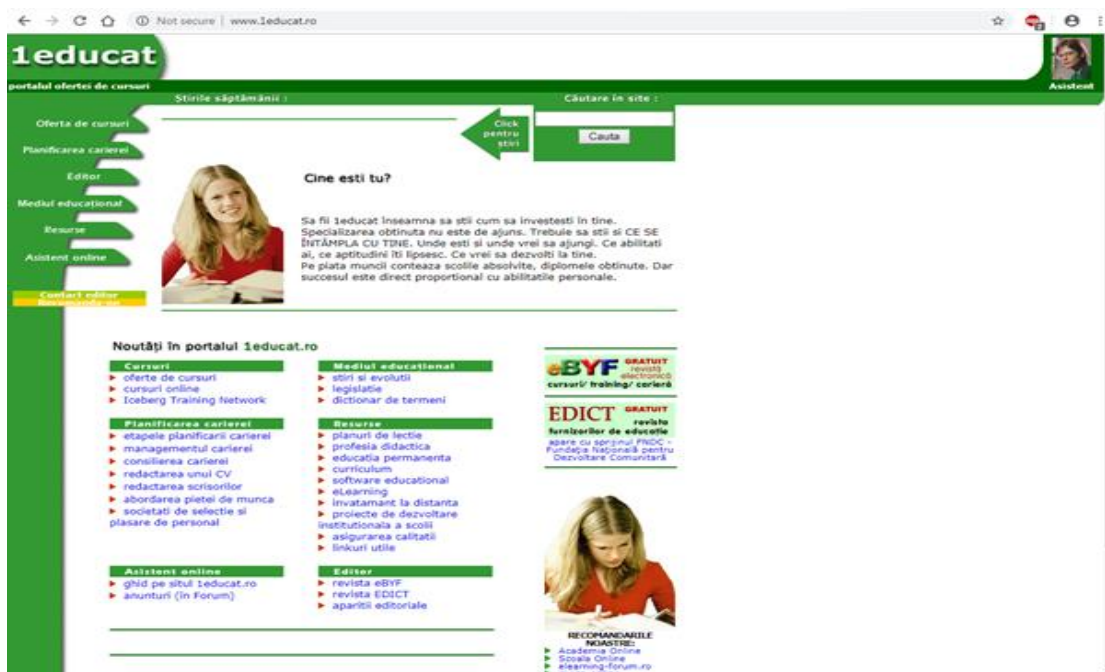 Not secure | www.1educat.ro
1educat
portalul ofertei de cursuri
Asistent
Știrile săptămânii :
Căutare în site :
Click
pentru
știri
Cauta
Oferta de cursuri
Planificarea carierei
Editor
Mediul educațional
Resurse
Asistent online
Contact editor
Cine esti tu?
Sa fii 1educat înseamna sa stii cum sa investesti în tine.
Specializarea obtinuta nu este de ajuns. Trebuie sa stii si CE SE
ÎNTÂMPLA CU TINE. Unde esti si unde vrei sa ajungi. Ce abilitati
ai, ce aptitudini îti lipsesc. Ce vrei sa dezvolti la tine.
Pe piata muncii conteaza scolile absolvite, diplomele obtinute. Dar
succesul este direct proportional cu abilitatile personale.
Noutăți în portalul 1educat.ro
Cursuri
oferte de cursuri
cursuri online
Iceberg Training Network
Planificarea carierei
etapele planificarii carierei
managementul carierei
consilierea carierei
redactarea unui CV
redactarea scrisorilor
abordarea pietei de munca
societati de selectie si
plasare de personal
Asistent online
ghid pe situl 1educat.ro
anunturi (în Forum)
Mediul educațional
stiri si evolutii
legislatie
dictionar de termeni
Resurse
planuri de lectie
profesia didactica
educatia permanenta
curriculum
software educational
eLearning
invatamant la distanta
proiecte de dezvoltare
institutionala a scolii
asigurarea calitatii
linkuri utile
Editor
revista eBYF
revista EDICT
aparitii editoriale
eBYF GRATUIT
revistă
electronică
cursuri/ training/ carieră
EDICT GRATUIT
revista
furnizorilor de educatie
apare cu sprijinul FNDC -
Fundația Națională pentru
Dezvoltare Comunitară
RECOMANDARILE
NOASTRE:
Academia Online
Scoala Online
elearning-forum.ro